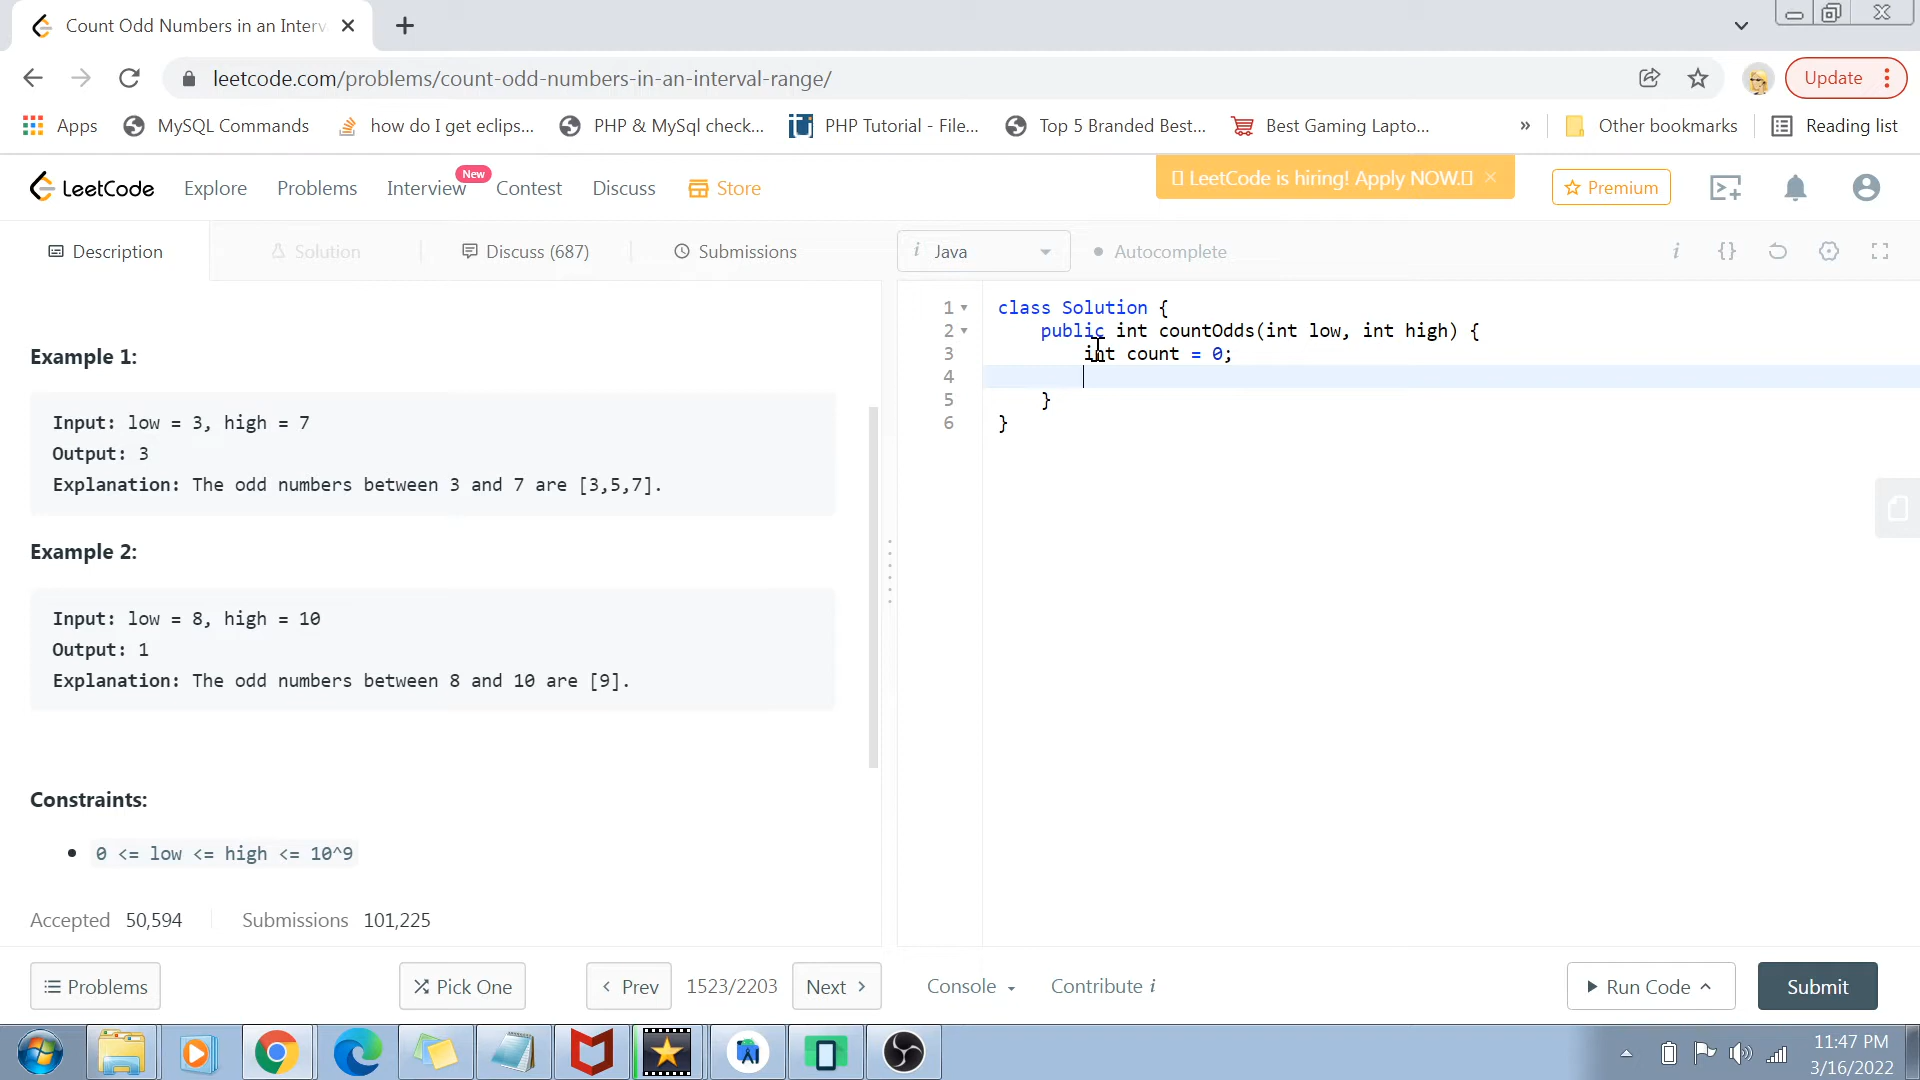 Count Odd Numbers in an Interv
leetcode.com/problems/count-odd-numbers-in-an-interval-range/
Update
Apps
MySQL Commands
how do I get eclips...
PHP & MySql check...
PHP Tutorial - File...
Top 5 Branded Best...
Best Gaming Lapto...
»
Other bookmarks
Reading list
LeetCode
Explore
Problems
Interview
New
Contest
Discuss
Store
LeetCode is hiring! Apply NOW.
Premium
Description
Solution
Discuss (687)
Submissions
i Java
Autocomplete
i {}
Example 1:
Input: low = 3, high = 7
Output: 3
Explanation: The odd numbers between 3 and 7 are [3,5,7].
Example 2:
Input: low = 8, high = 10
Output: 1
Explanation: The odd numbers between 8 and 10 are [9].
Constraints:
0 <= low <= high <= 10^9
Accepted 50,594
Submissions 101,225
1 class Solution {
2 public int countOdds(int low, int high) {
3 int count = 0;
4
5 }
6 }
Problems
Pick One
Prev
1523/2203
Next
Console
Contribute i
Run Code
Submit
11:47 PM
3/16/2022